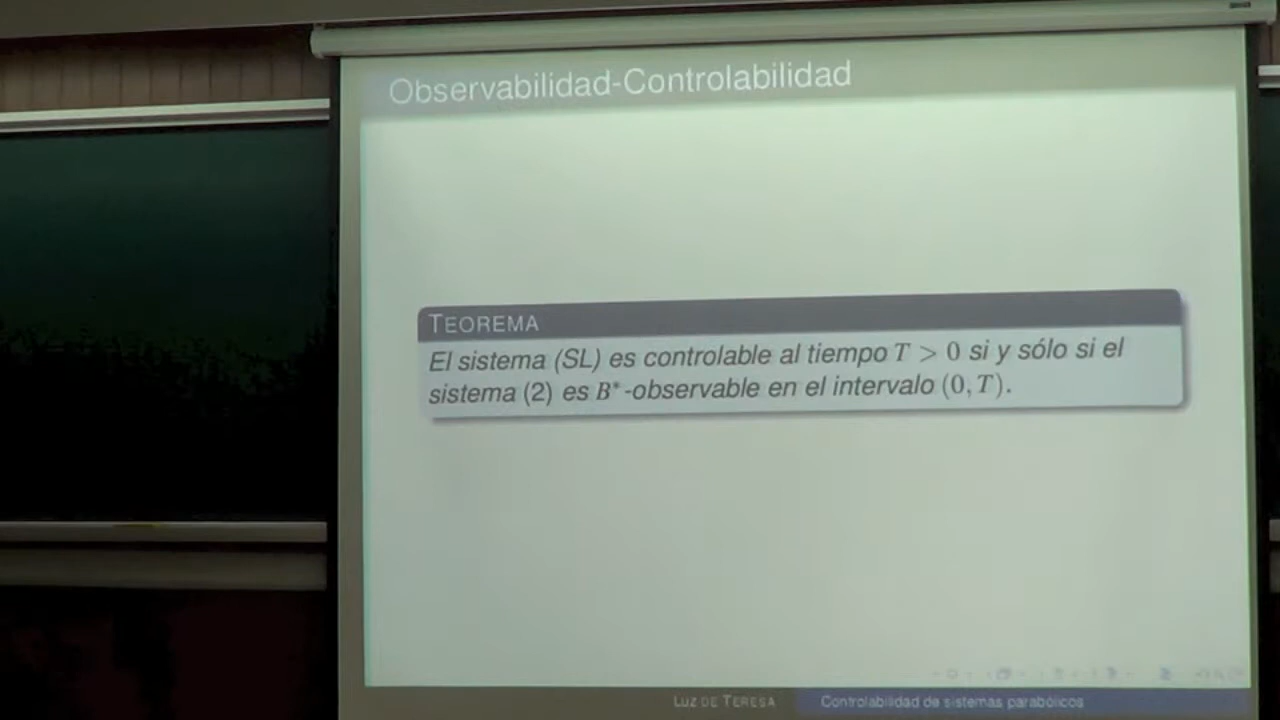 Observabilidad-Controlabilidad
TEOREMA
El sistema (SL) es controlable al tiempo T > 0 si y sólo si el
sistema (2) es B*-observable en el intervalo (0, T).
LUZ DE TERESA
Controlabilidad de sistemas parabólicos